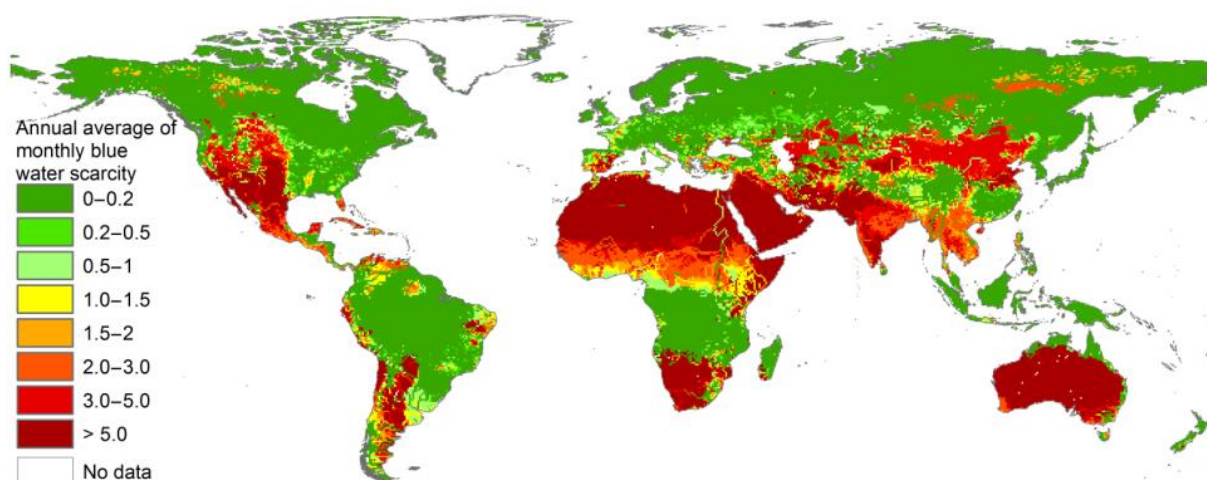 Annual average of
monthly blue
water scarcity
0–0.2
0.2–0.5
0.5–1
1.0–1.5
1.5–2
2.0–3.0
3.0–5.0
> 5.0
No data